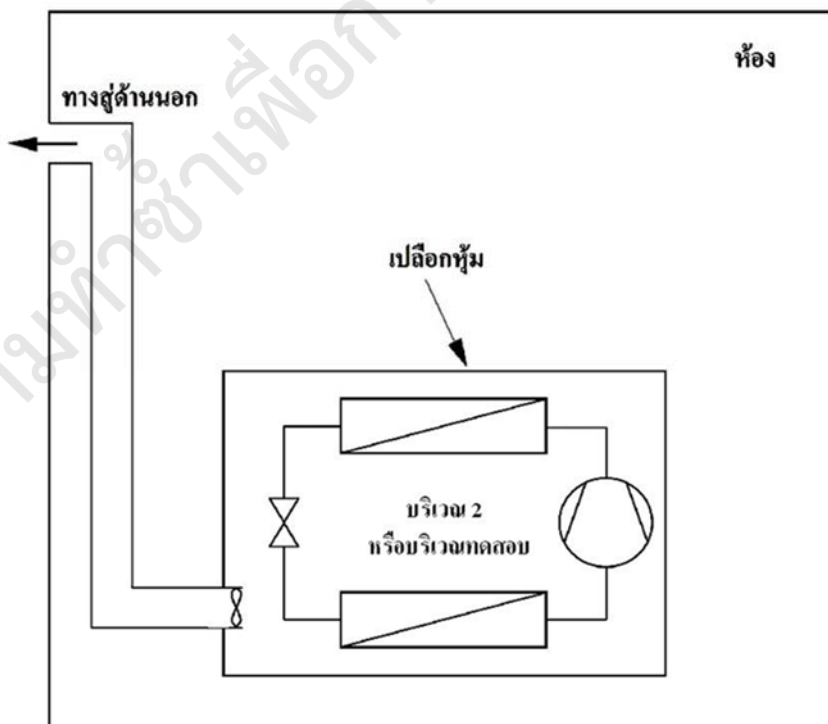 ห้อง
ทางสู่ด้านนอก
เปลือกหุ้ม
บริเวณ 2
หรือบริเวณทดสอบ